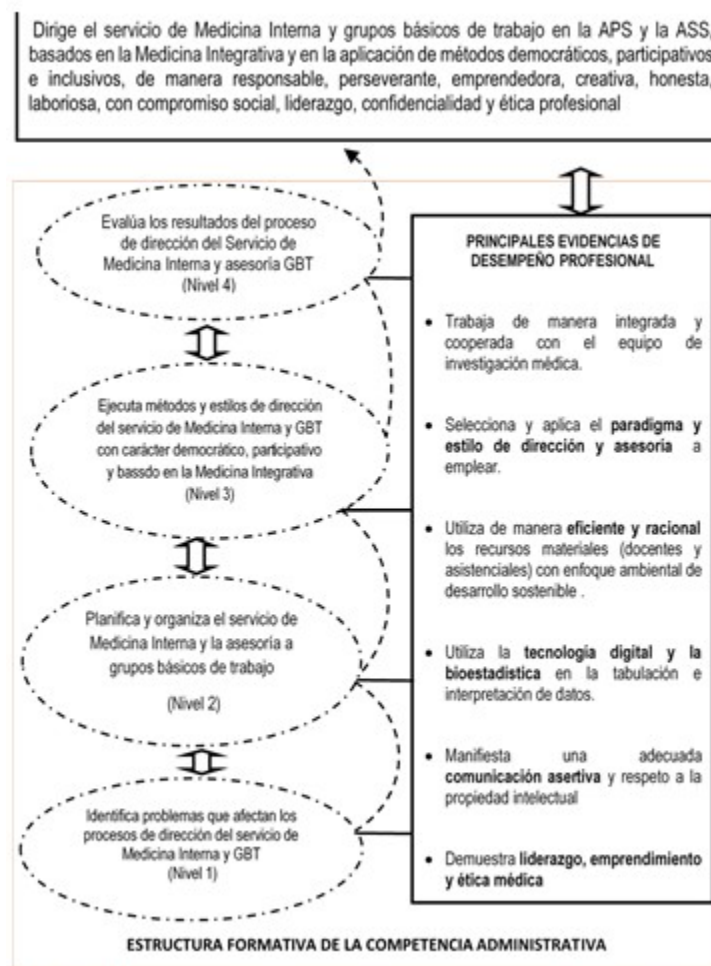 Dirige el servicio de Medicina Interna y grupos básicos de trabajo en la APS y la ASS,
basados en la Medicina Integrativa y en la aplicación de métodos democráticos, participativos
e inclusivos, de manera responsable, perseverante, emprendedora, creativa, honesta,
laboriosa, con compromiso social, liderazgo, confidencialidad y ética profesional
Evalúa los resultados del proceso
de dirección del Servicio de
Medicina Interna y asesoría GBT
(Nivel 4)
Ejecuta métodos y estilos de dirección
del servicio de Medicina Interna y GBT
con carácter democrático, participativo
y bassdo en la Medicina Integrativa
(Nivel 3)
Planifica y organiza el servicio de
Medicina Interna y la asesoría a
grupos básicos de trabajo
(Nivel 2)
Identifica problemas que afectan los
procesos de dirección del servicio de
Medicina Interna y GBT
(Nivel 1)
PRINCIPALES EVIDENCIAS DE
DESEMPEÑO PROFESIONAL
• Trabaja de manera integrada y
cooperada con el equipo de
investigación médica.
• Selecciona y aplica el paradigma y
estilo de dirección y asesoría a
emplear.
• Utiliza de manera eficiente y racional
los recursos materiales (docentes y
asistenciales) con enfoque ambiental de
desarrollo sostenible .
• Utiliza la tecnología digital y la
bioestadística en la tabulación e
interpretación de datos.
• Manifiesta una adecuada
comunicación asertiva y respeto a la
propiedad intelectual
• Demuestra liderazgo, emprendimiento
y ética médica
ESTRUCTURA FORMATIVA DE LA COMPETENCIA ADMINISTRATIVA